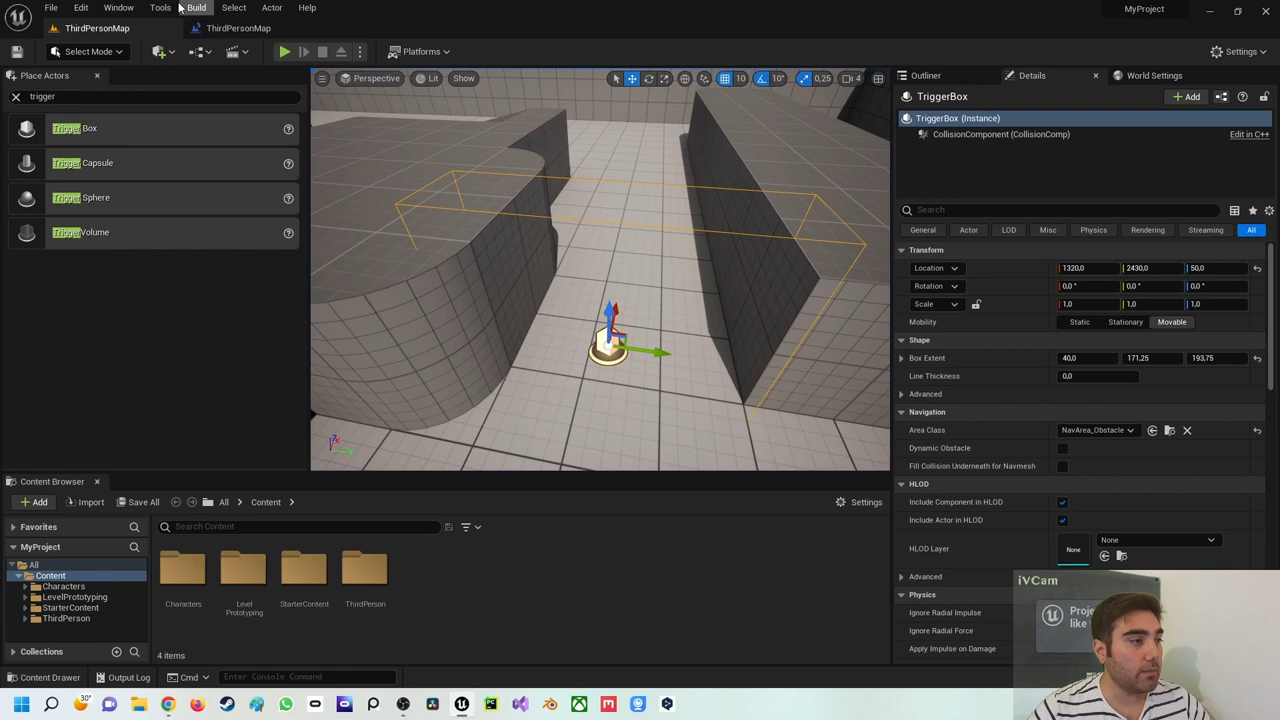 File Edit Window Tools Build Select Actor Help
MyProject
ThirdPersonMap
ThirdPersonMap
Select Mode
Platforms
Settings
Place Actors
trigger
Trigger Box
Trigger Capsule
Trigger Sphere
TriggerVolume
Perspective
Lit
Show
10
10°
0,25
4
Outliner
Details
World Settings
TriggerBox
Add
TriggerBox (Instance)
CollisionComponent (CollisionComp)
Edit in C++
Search
General Actor LOD Misc Physics Rendering Streaming All
Transform
Location 1320,0 2430,0 50,0
Rotation 0,0 ° 0,0 ° 0,0 °
Scale 1,0 1,0 1,0
Mobility Static Stationary Movable
Shape
Box Extent 40,0 171,25 193,75
Line Thickness 0,0
Advanced
Navigation
Area Class NavArea_Obstacle
Dynamic Obstacle
Fill Collision Underneath for Navmesh
HLOD
Include Component in HLOD
Include Actor in HLOD
HLOD Layer None None
Advanced
Physics
Ignore Radial Impulse
Ignore Radial Force
Apply Impulse on Damage
Content Browser
Add Import Save All All Content
Settings
Favorites
MyProject
All
Content
Characters
LevelPrototyping
StarterContent
ThirdPerson
Collections
Search Content
Characters
Level
Prototyping
StarterContent
ThirdPerson
4 items
Content Drawer
Output Log
Cmd
Enter Console Command
iVCam
Proje
like t
30°